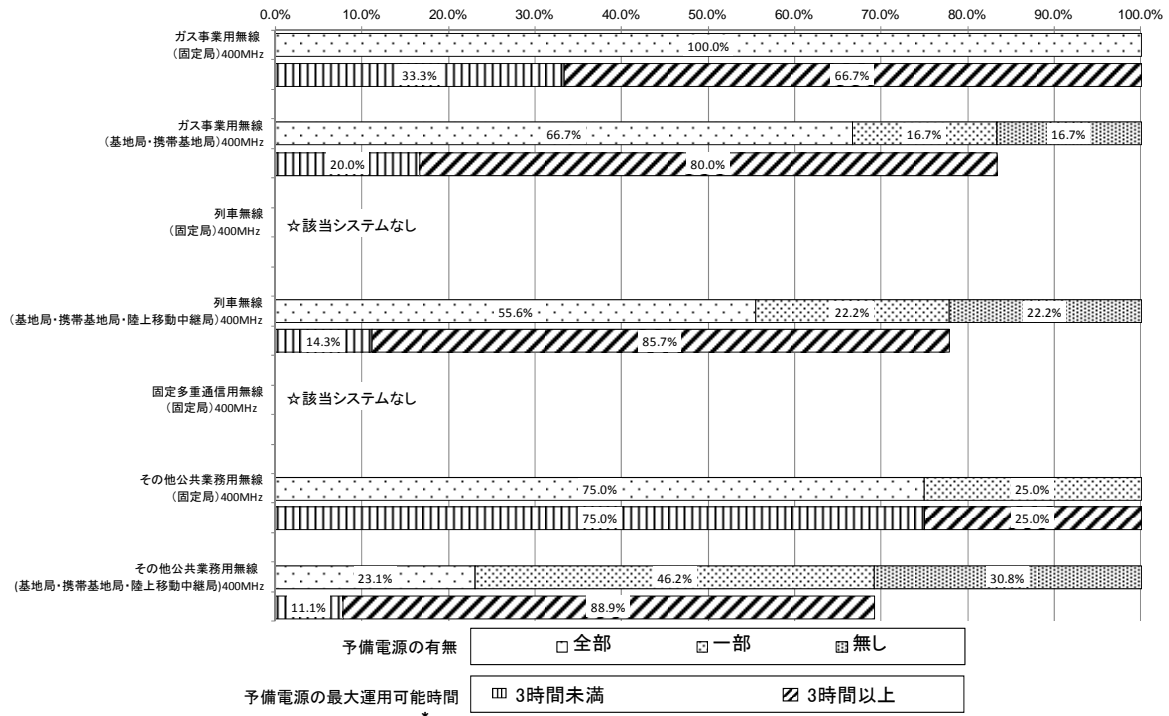 0.0% 10.0% 20.0% 30.0% 40.0% 50.0% 60.0% 70.0% 80.0% 90.0% 100.0%
ガス事業用無線
（固定局）400MHz
100.0%
33.3% 66.7%
ガス事業用無線
（基地局・携帯基地局）400MHz
66.7% 16.7% 16.7%
20.0% 80.0%
列車無線
（固定局）400MHz
☆該当システムなし
列車無線
（基地局・携帯基地局・陸上移動中継局）400MHz
55.6% 22.2% 22.2%
14.3% 85.7%
固定多重通信用無線
（固定局）400MHz
☆該当システムなし
その他公共業務用無線
（固定局）400MHz
75.0% 25.0%
75.0% 25.0%
その他公共業務用無線
(基地局・携帯基地局・陸上移動中継局)400MHz
23.1% 46.2% 30.8%
11.1% 88.9%
予備電源の有無 全部 一部 無し
予備電源の最大運用可能時間 3時間未満 3時間以上
*